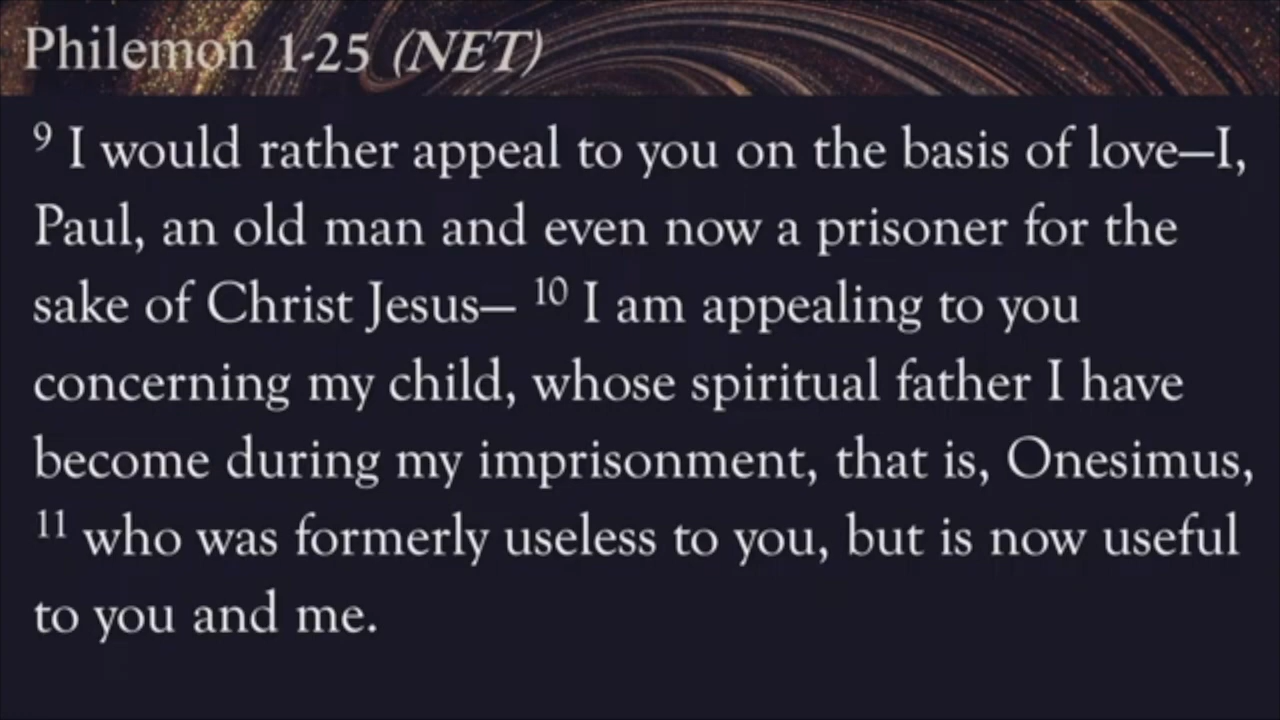 Philemon 1-25 (NET)
9 I would rather appeal to you on the basis of love—I,
Paul, an old man and even now a prisoner for the
sake of Christ Jesus— 10 I am appealing to you
concerning my child, whose spiritual father I have
become during my imprisonment, that is, Onesimus,
11 who was formerly useless to you, but is now useful
to you and me.